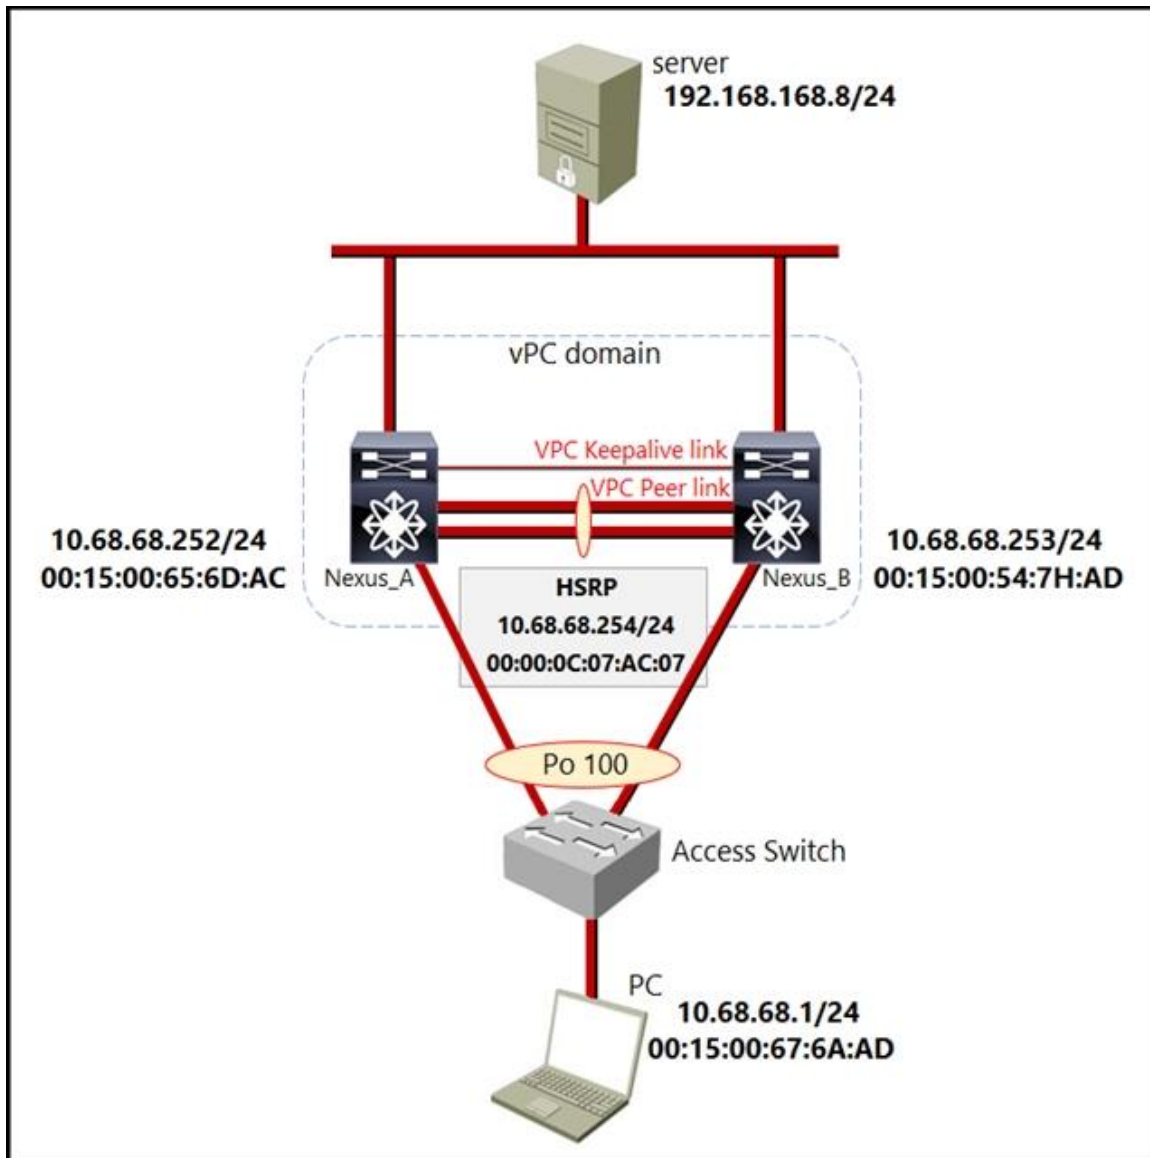 server
192.168.168.8/24
vPC domain
VPC Keepalive link
VPC Peer link
10.68.68.252/24
00:15:00:65:6D:AC
Nexus_A
10.68.68.253/24
00:15:00:54:7H:AD
Nexus_B
HSRP
10.68.68.254/24
00:00:0C:07:AC:07
Po 100
Access Switch
PC
10.68.68.1/24
00:15:00:67:6A:AD